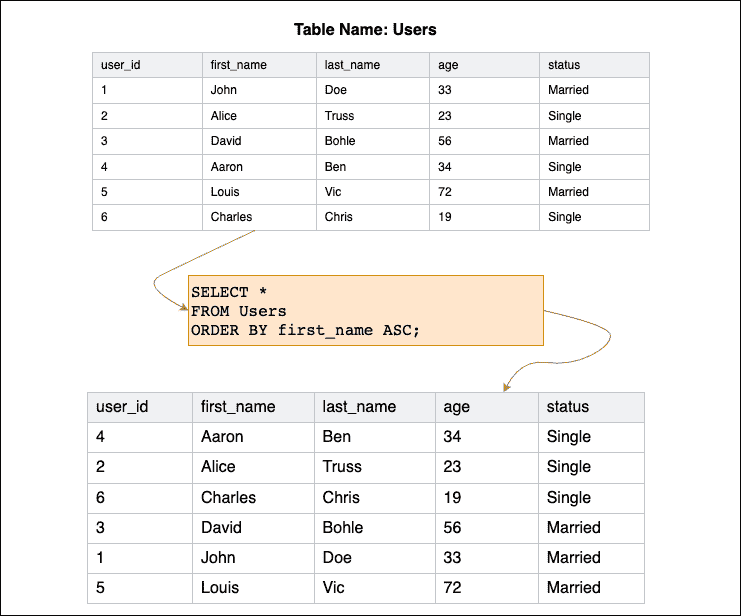 Table Name: Users
user_id first_name last_name age status
1 John Doe 33 Married
2 Alice Truss 23 Single
3 David Bohle 56 Married
4 Aaron Ben 34 Single
5 Louis Vic 72 Married
6 Charles Chris 19 Single
SELECT *
FROM Users
ORDER BY first_name ASC;
user_id first_name last_name age status
4 Aaron Ben 34 Single
2 Alice Truss 23 Single
6 Charles Chris 19 Single
3 David Bohle 56 Married
1 John Doe 33 Married
5 Louis Vic 72 Married